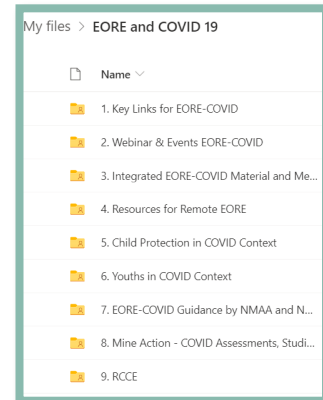 My files > EORE and COVID 19
Name
1. Key Links for EORE-COVID
2. Webinar & Events EORE-COVID
3. Integrated EORE-COVID Material and Me...
4. Resources for Remote EORE
5. Child Protection in COVID Context
6. Youths in COVID Context
7. EORE-COVID Guidance by NMAA and N...
8. Mine Action - COVID Assessments, Studi...
9. RCCE